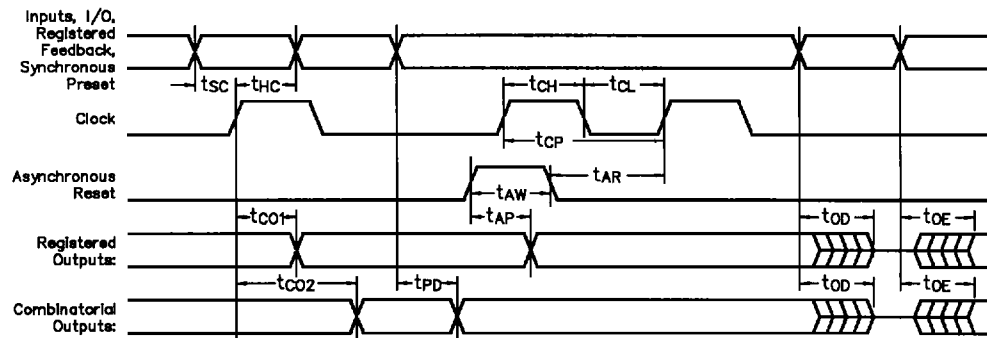 Inputs, I/O,
Registered
Feedback,
Synchronous
Preset
tSC
tHC
tCH
tCL
Clock
tCP
Asynchronous
Reset
tAW
tAR
tCO1
tAP
tOD
tOE
Registered
Outputs:
tCO2
tPD
tOD
tOE
Combinatorial
Outputs: